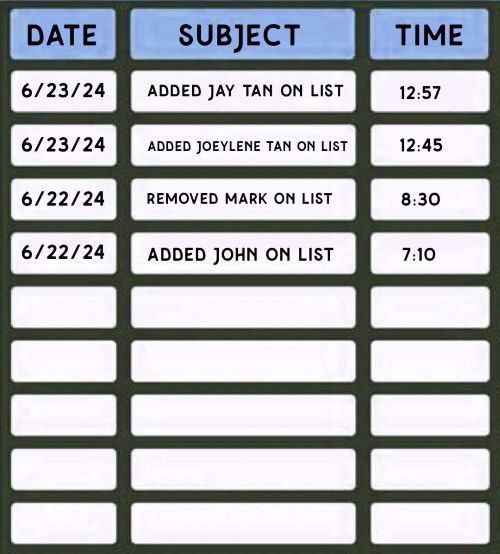 DATE SUBJECT TIME
6/23/24 ADDED JAY TAN ON LIST 12:57
6/23/24 ADDED JOEYLENE TAN ON LIST 12:45
6/22/24 REMOVED MARK ON LIST 8:30
6/22/24 ADDED JOHN ON LIST 7:10